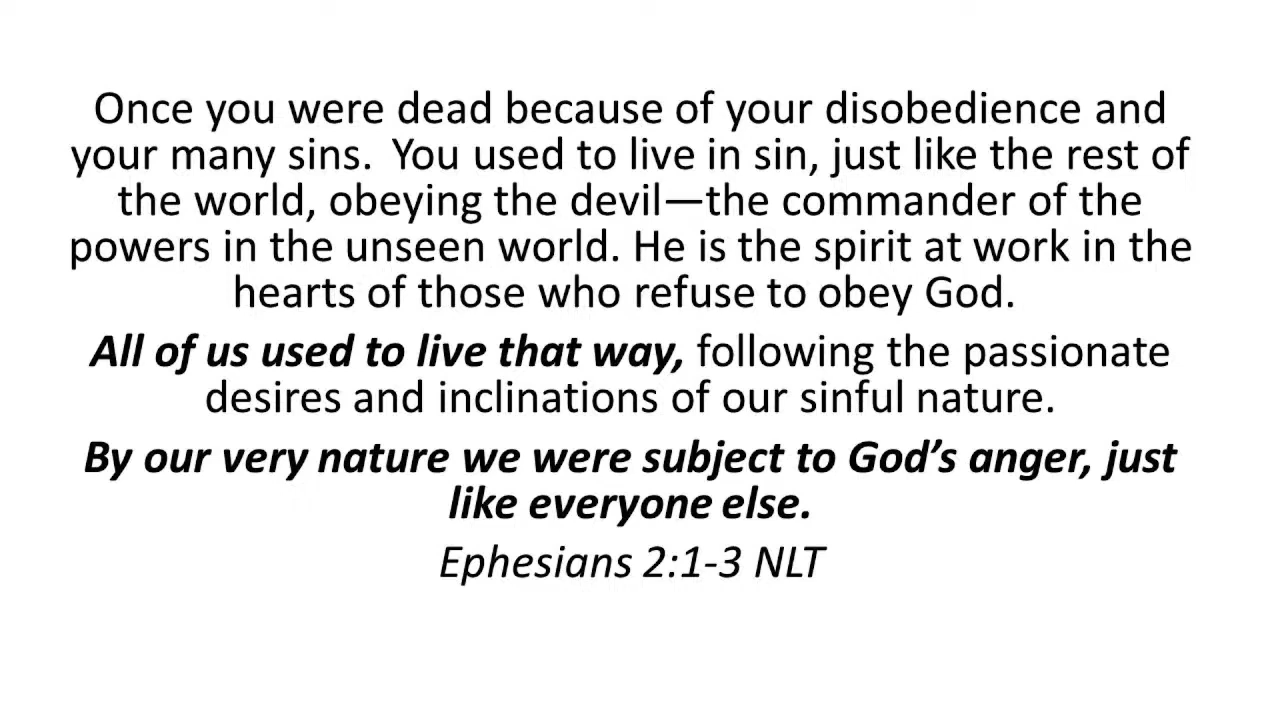 Once you were dead because of your disobedience and
your many sins.  You used to live in sin, just like the rest of
the world, obeying the devil—the commander of the
powers in the unseen world. He is the spirit at work in the
hearts of those who refuse to obey God.
All of us used to live that way, following the passionate
desires and inclinations of our sinful nature.
By our very nature we were subject to God’s anger, just
like everyone else.
Ephesians 2:1-3 NLT